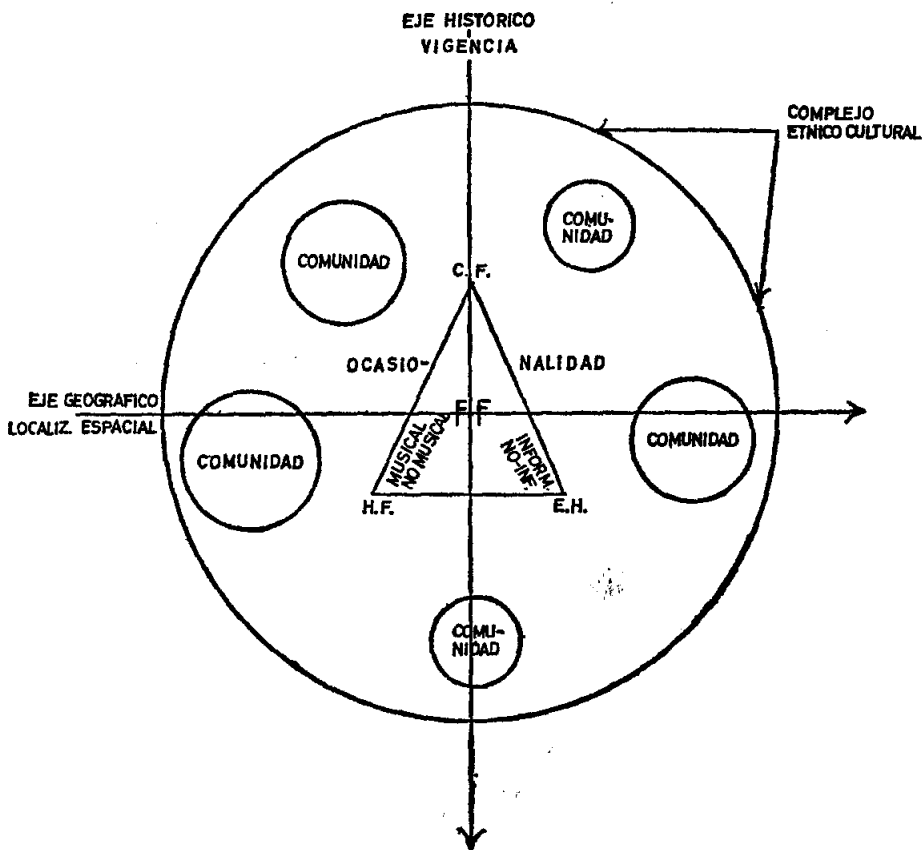 EJE HISTORICO
VIGENCIA
COMPLEJO
ETNICO CULTURAL
COMU-
NIDAD
COMUNIDAD
C. F.
OCASIO-
NALIDAD
EJE GEOGRAFICO
LOCALIZ. ESPACIAL
FF
MUSICAL
NO MUSICAL
INFORM.
NO-INF.
COMUNIDAD
COMUNIDAD
H.F.
E.H.
COMU-
NIDAD